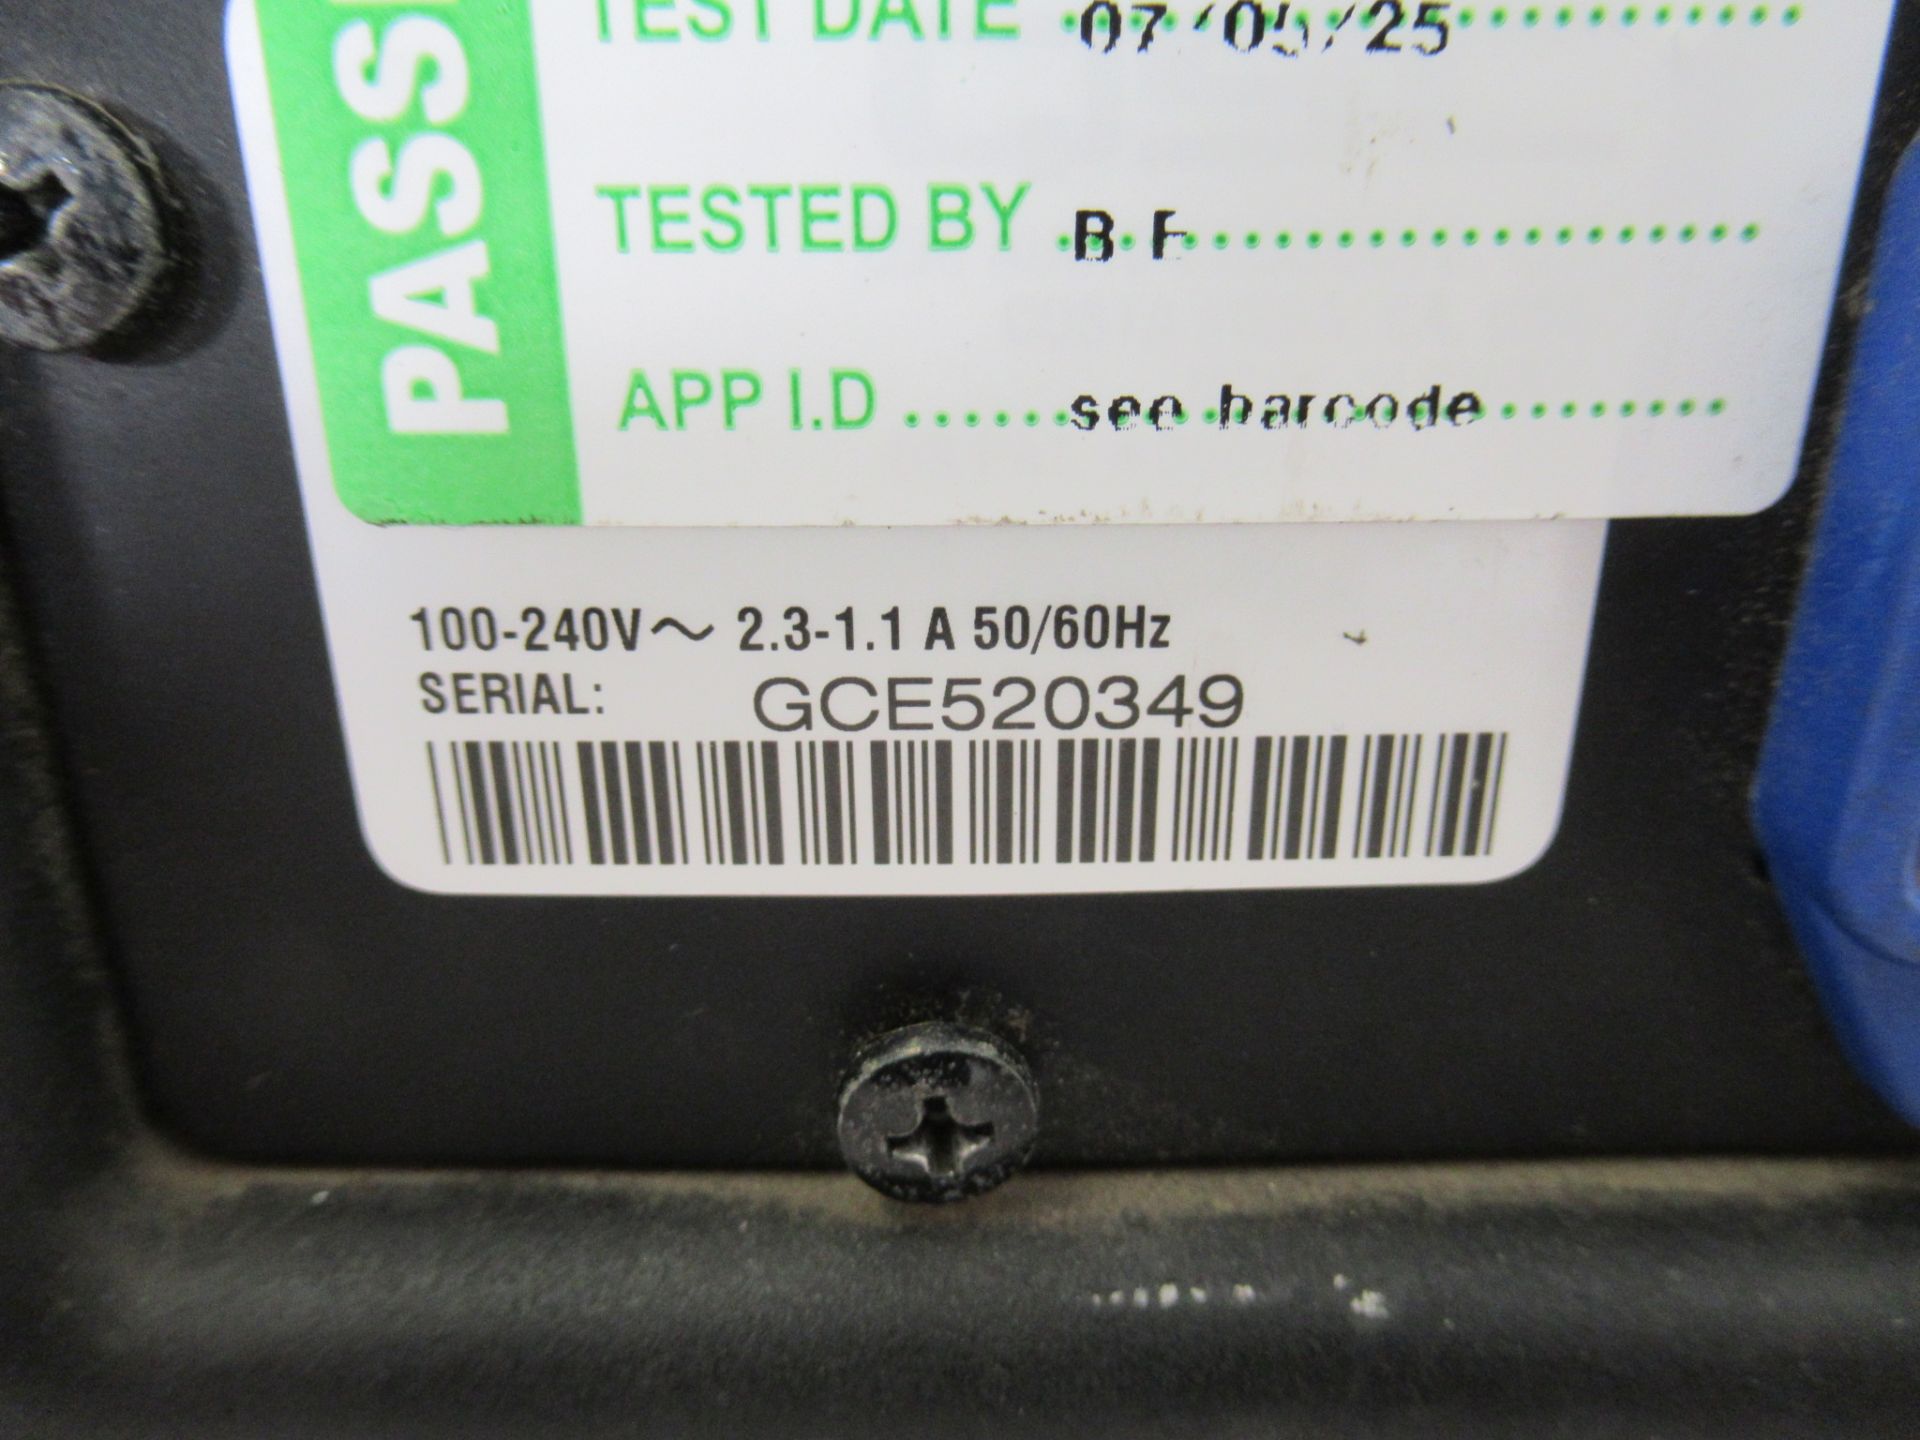 TEST DATE 07/05/25
PASSE
TESTED BY B F
APP I.D see barcode
100-240V~ 2.3-1.1 A 50/60Hz
SERIAL: GCE520349